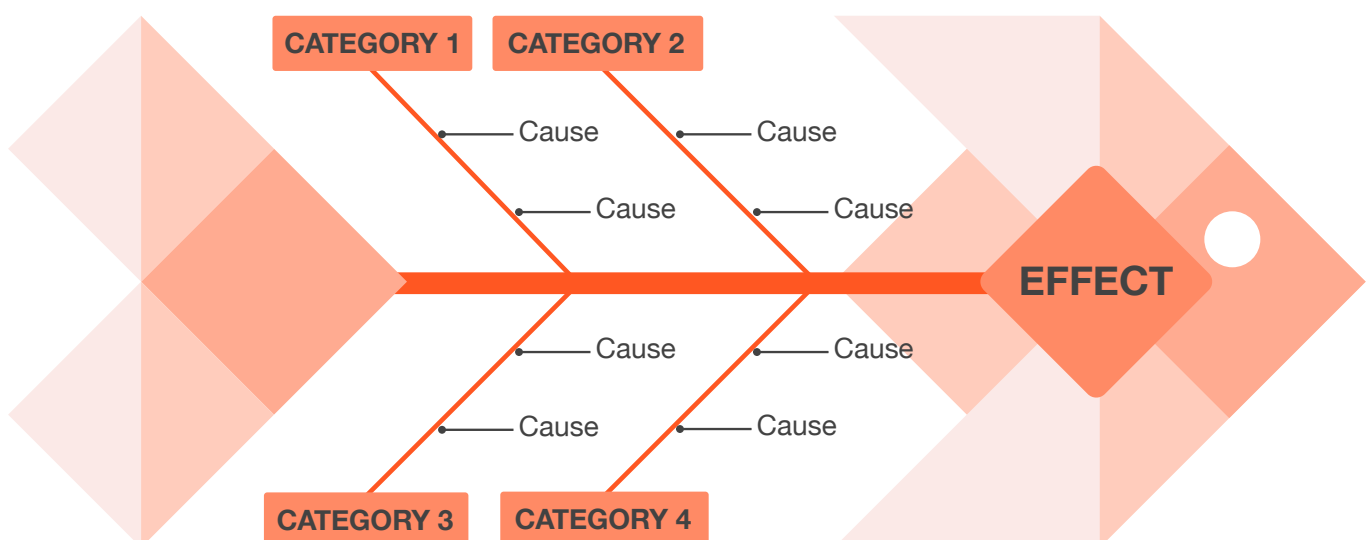 CATEGORY 1
CATEGORY 2
Cause
Cause
Cause
Cause
EFFECT
Cause
Cause
Cause
Cause
CATEGORY 3
CATEGORY 4